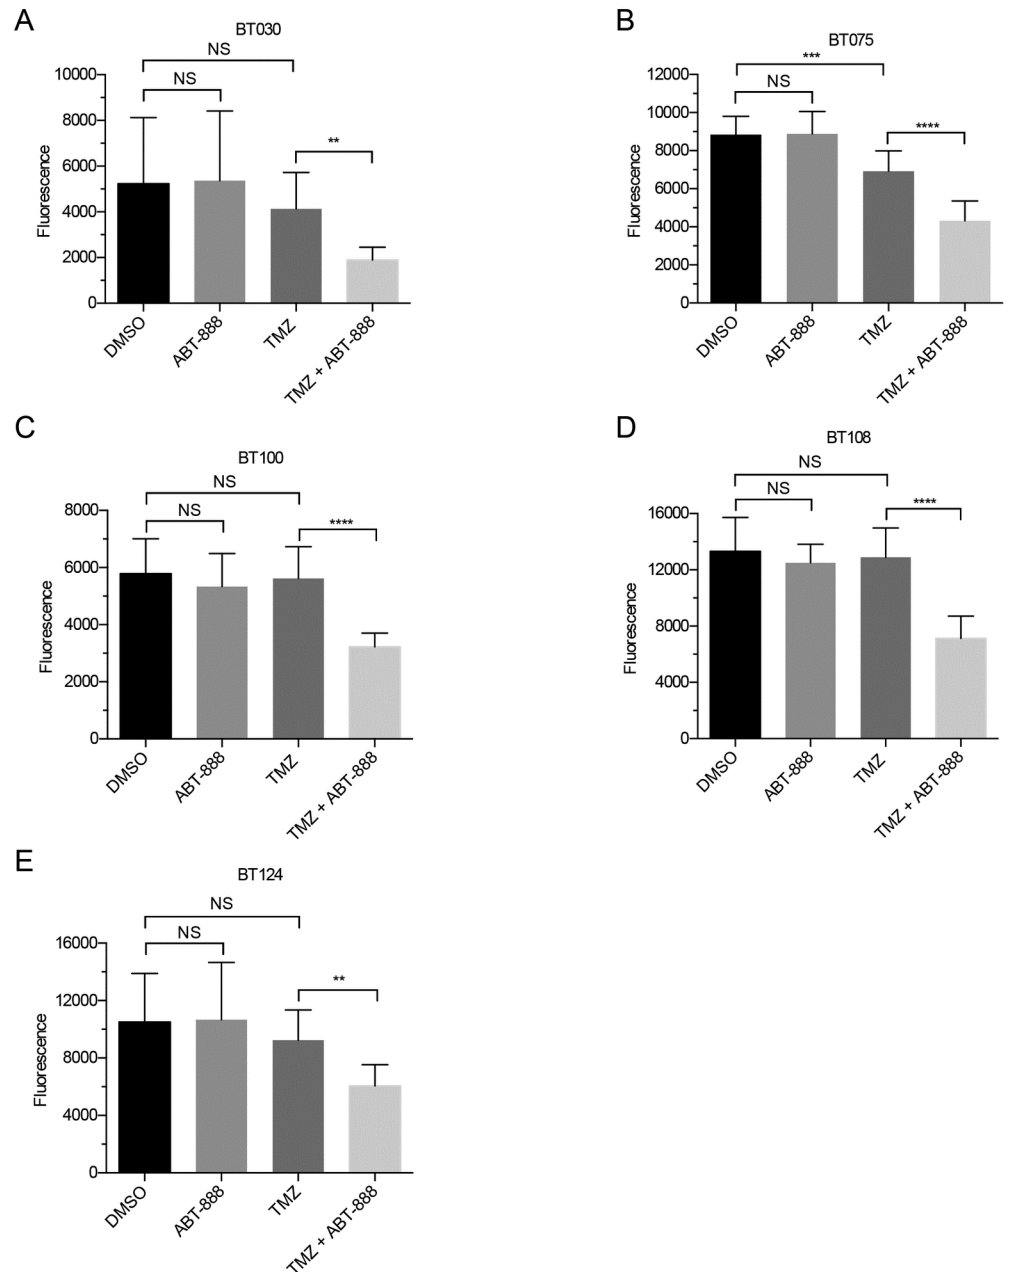 A
BT030
NS
NS
**
10000
8000
6000
4000
2000
0
Fluorescence
DMSO
ABT-888
TMZ
TMZ + ABT-888
B
BT075
***
NS
****
12000
10000
8000
6000
4000
2000
0
Fluorescence
DMSO
ABT-888
TMZ
TMZ + ABT-888
C
BT100
NS
NS
****
8000
6000
4000
2000
0
Fluorescence
DMSO
ABT-888
TMZ
TMZ + ABT-888
D
BT108
NS
NS
****
16000
12000
8000
4000
0
Fluorescence
DMSO
ABT-888
TMZ
TMZ + ABT-888
E
BT124
NS
NS
**
16000
12000
8000
4000
0
Fluorescence
DMSO
ABT-888
TMZ
TMZ + ABT-888